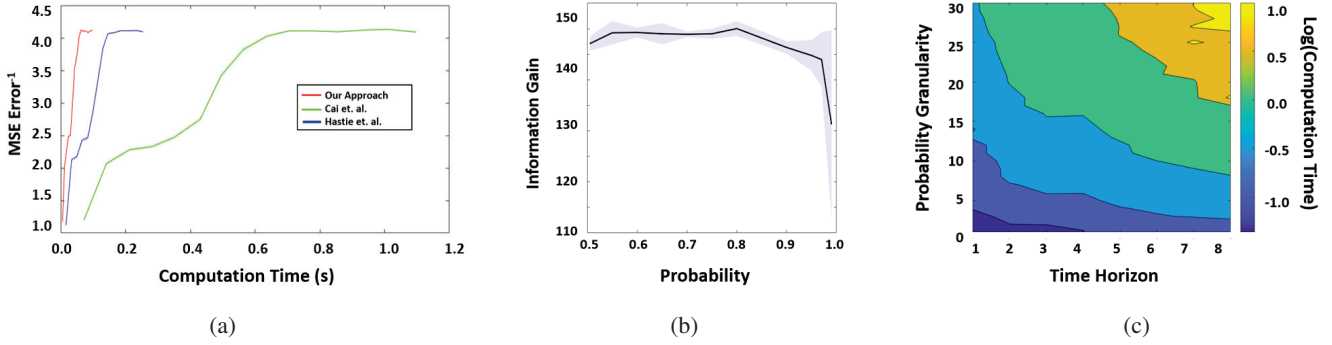 4.5
4.0
4.5
3.0
2.5
2.0
1.5
1.0
MSE Error-1
0.0 0.2 0.4 0.6 0.8 1.0 1.2
Computation Time (s)
Our Approach
Cai et. al.
Hastie et. al.
(a)
150
140
130
120
110
Information Gain
0.5 0.6 0.7 0.8 0.9 1.0
Probability
(b)
30
25
20
15
10
5
0
Probability Granularity
1 2 3 4 5 6 7 8
Time Horizon
1.0
0.5
0.0
-0.5
-1.0
Log(Computation Time)
(c)